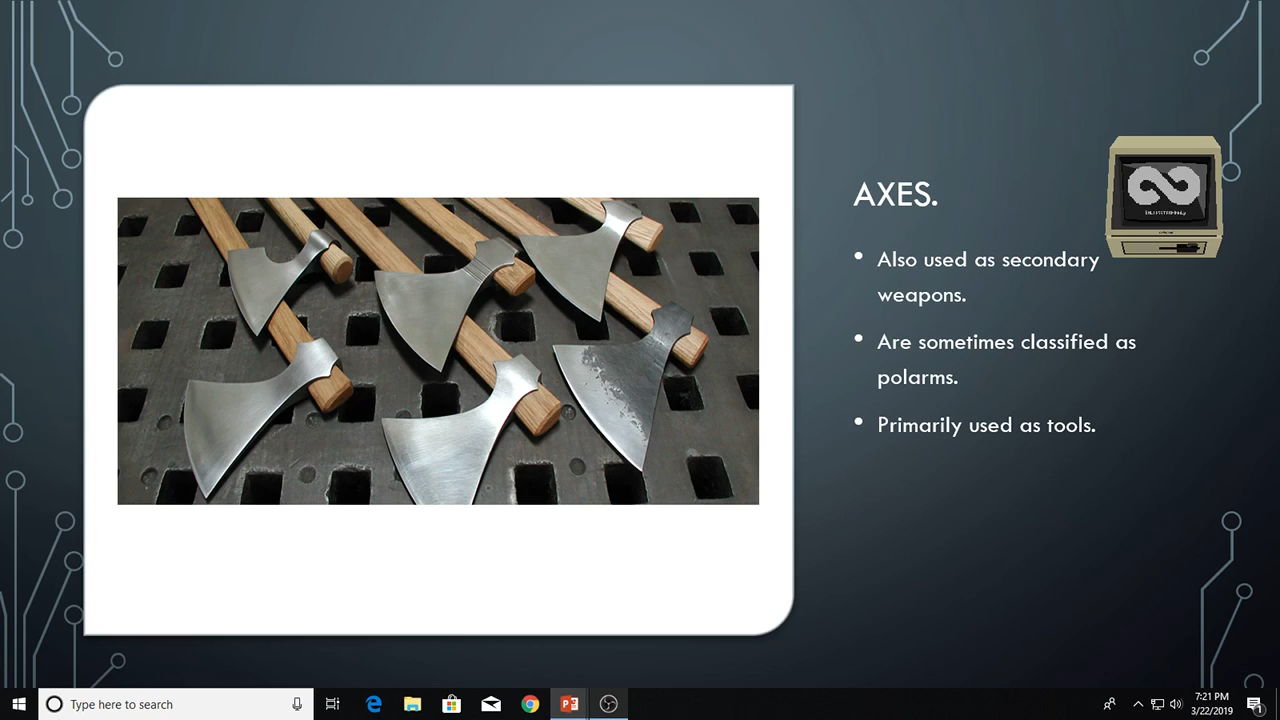 AXES.
• Also used as secondary
weapons.
• Are sometimes classified as
polarms.
• Primarily used as tools.
Type here to search
7:21 PM
3/22/2019
1